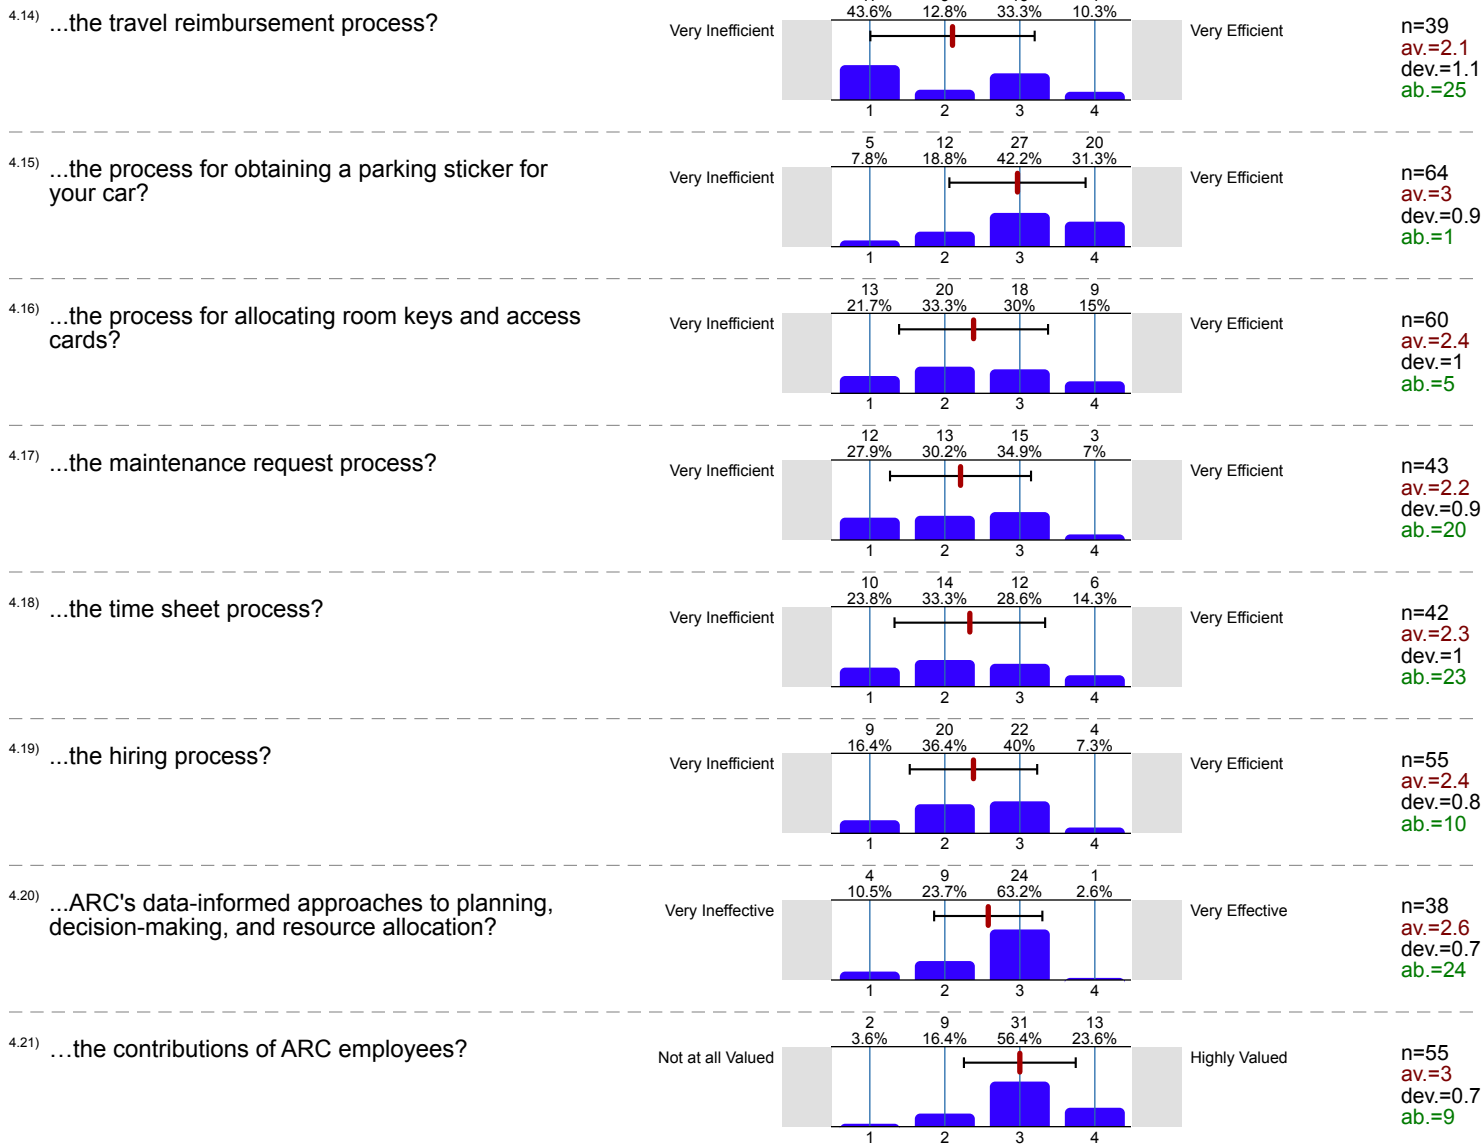 4.14) ...the travel reimbursement process?
Very Inefficient
43.6% 12.8% 33.3% 10.3%
1 2 3 4
Very Efficient
n=39
av.=2.1
dev.=1.1
ab.=25
4.15) ...the process for obtaining a parking sticker for
your car?
Very Inefficient
5 12 27 20
7.8% 18.8% 42.2% 31.3%
1 2 3 4
Very Efficient
n=64
av.=3
dev.=0.9
ab.=1
4.16) ...the process for allocating room keys and access
cards?
Very Inefficient
13 20 18 9
21.7% 33.3% 30% 15%
1 2 3 4
Very Efficient
n=60
av.=2.4
dev.=1
ab.=5
4.17) ...the maintenance request process?
Very Inefficient
12 13 15 3
27.9% 30.2% 34.9% 7%
1 2 3 4
Very Efficient
n=43
av.=2.2
dev.=0.9
ab.=20
4.18) ...the time sheet process?
Very Inefficient
10 14 12 6
23.8% 33.3% 28.6% 14.3%
1 2 3 4
Very Efficient
n=42
av.=2.3
dev.=1
ab.=23
4.19) ...the hiring process?
Very Inefficient
9 20 22 4
16.4% 36.4% 40% 7.3%
1 2 3 4
Very Efficient
n=55
av.=2.4
dev.=0.8
ab.=10
4.20) ...ARC's data-informed approaches to planning,
decision-making, and resource allocation?
Very Ineffective
4 9 24 1
10.5% 23.7% 63.2% 2.6%
1 2 3 4
Very Effective
n=38
av.=2.6
dev.=0.7
ab.=24
4.21) …the contributions of ARC employees?
Not at all Valued
2 9 31 13
3.6% 16.4% 56.4% 23.6%
1 2 3 4
Highly Valued
n=55
av.=3
dev.=0.7
ab.=9